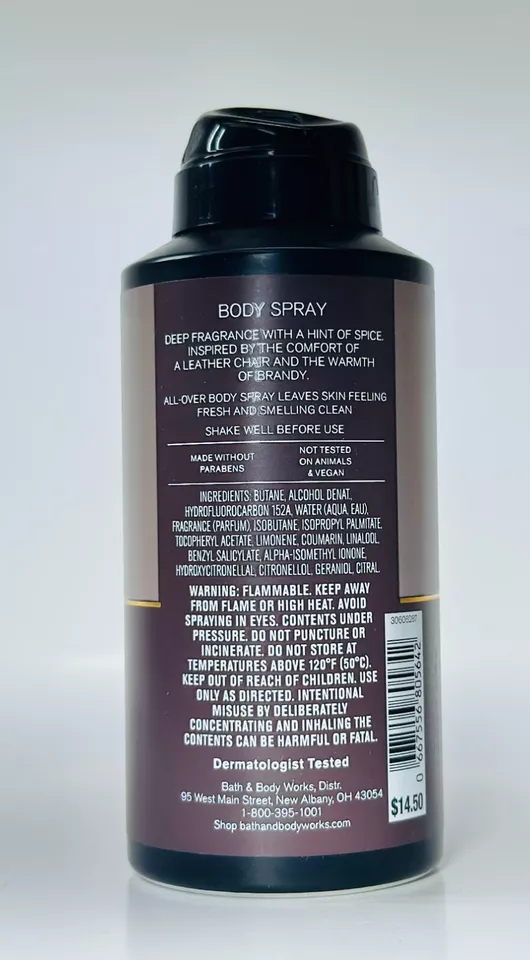 BODY SPRAY
DEEP FRAGRANCE WITH A HINT OF SPICE.
INSPIRED BY THE COMFORT OF
A LEATHER CHAIR AND THE WARMTH
OF BRANDY.
ALL-OVER BODY SPRAY LEAVES SKIN FEELING
FRESH AND SMELLING CLEAN
SHAKE WELL BEFORE USE
MADE WITHOUT
PARABENS
NOT TESTED
ON ANIMALS
& VEGAN
INGREDIENTS: BUTANE, ALCOHOL DENAT.,
HYDROFLUOROCARBON 152A, WATER (AQUA, EAU),
FRAGRANCE (PARFUM), ISOBUTANE, ISOPROPYL PALMITATE,
TOCOPHERYL ACETATE, LIMONENE, COUMARIN, LINALOOL,
BENZYL SALICYLATE, ALPHA-ISOMETHYL IONONE,
HYDROXYCITRONELLAL, CITRONELLOL, GERANIOL, CITRAL.
WARNING: FLAMMABLE. KEEP AWAY
FROM FLAME OR HIGH HEAT. AVOID
SPRAYING IN EYES. CONTENTS UNDER
PRESSURE. DO NOT PUNCTURE OR
INCINERATE. DO NOT STORE AT
TEMPERATURES ABOVE 120°F (50°C).
KEEP OUT OF REACH OF CHILDREN. USE
ONLY AS DIRECTED. INTENTIONAL
MISUSE BY DELIBERATELY
CONCENTRATING AND INHALING THE
CONTENTS CAN BE HARMFUL OR FATAL.
Dermatologist Tested
Bath & Body Works, Distr.
95 West Main Street, New Albany, OH 43054
1-800-395-1001
Shop bathandbodyworks.com
0 667556 805642
$14.50